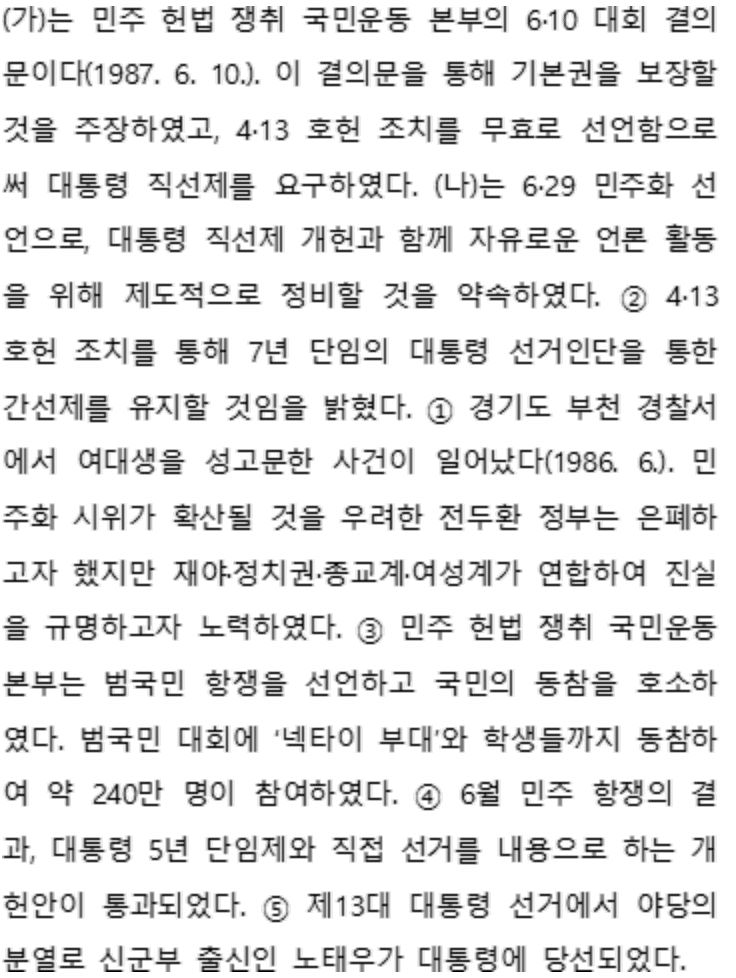 (가)는 민주 헌법 쟁취 국민운동 본부의 6·10 대회 결의
문이다(1987. 6. 10.). 이 결의문을 통해 기본권을 보장할
것을 주장하였고, 4·13 호헌 조치를 무효로 선언함으로
써 대통령 직선제를 요구하였다. (나)는 6·29 민주화 선
언으로, 대통령 직선제 개헌과 함께 자유로운 언론 활동
을 위해 제도적으로 정비할 것을 약속하였다. ② 4·13
호헌 조치를 통해 7년 단임의 대통령 선거인단을 통한
간선제를 유지할 것임을 밝혔다. ① 경기도 부천 경찰서
에서 여대생을 성고문한 사건이 일어났다(1986. 6.). 민
주화 시위가 확산될 것을 우려한 전두환 정부는 은폐하
고자 했지만 재야·정치권·종교계·여성계가 연합하여 진실
을 규명하고자 노력하였다. ③ 민주 헌법 쟁취 국민운동
본부는 범국민 항쟁을 선언하고 국민의 동참을 호소하
였다. 범국민 대회에 ‘넥타이 부대’와 학생들까지 동참하
여 약 240만 명이 참여하였다. ④ 6월 민주 항쟁의 결
과, 대통령 5년 단임제와 직접 선거를 내용으로 하는 개
헌안이 통과되었다. ⑤ 제13대 대통령 선거에서 야당의
분열로 신군부 출신인 노태우가 대통령에 당선되었다.